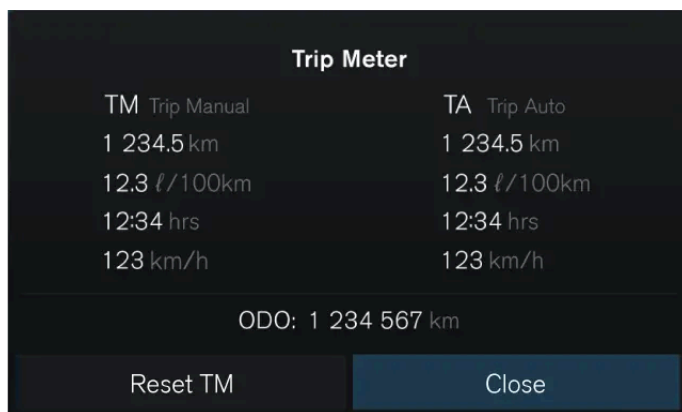 Trip Meter
TM Trip Manual
1 234.5 km
12.3 ℓ/100km
12:34 hrs
123 km/h
TA Trip Auto
1 234.5 km
12.3 ℓ/100km
12:34 hrs
123 km/h
ODO: 1 234 567 km
Reset TM
Close